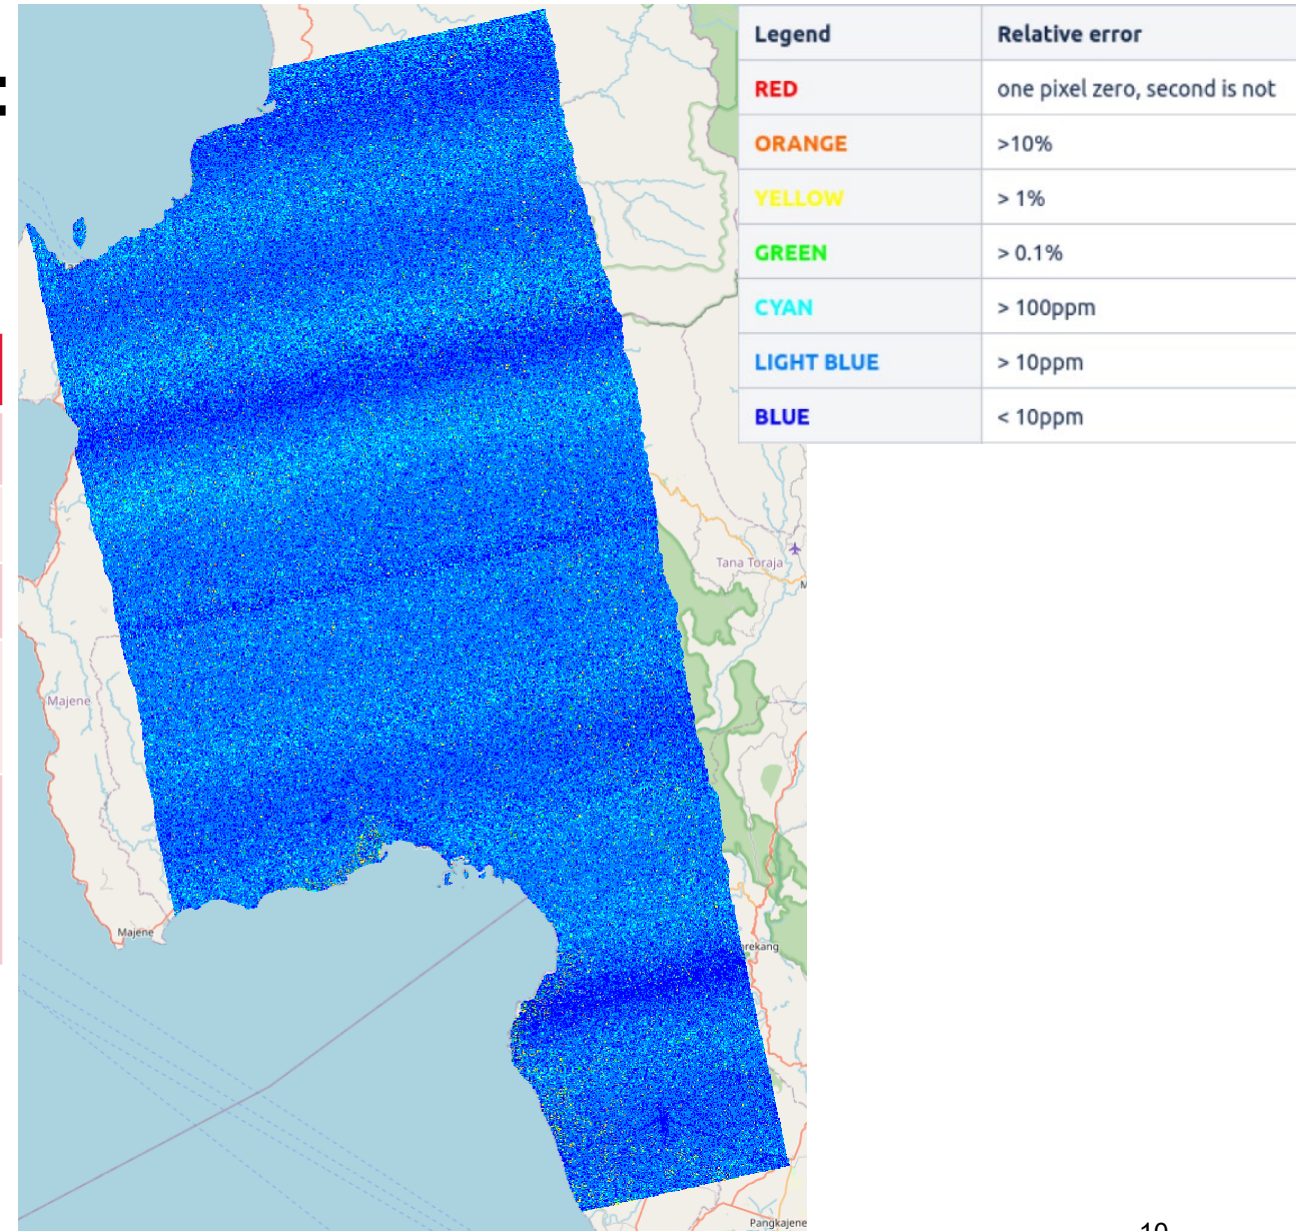 Legend Relative error
RED one pixel zero, second is not
ORANGE >10%
YELLOW > 1%
GREEN > 0.1%
CYAN > 100ppm
LIGHT BLUE > 10ppm
BLUE < 10ppm
Tana Toraja
Majene
Majene
Pangkajene